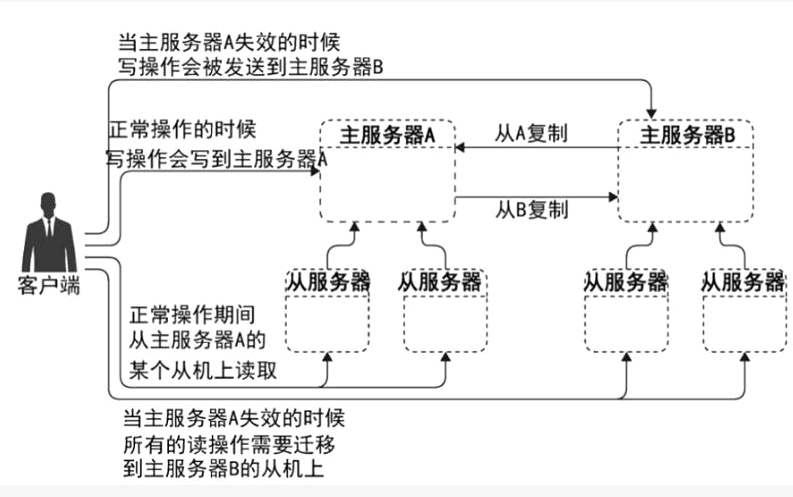 当主服务器A失效的时候
写操作会被发送到主服务器B
正常操作的时候
写操作会写到主服务器A
主服务器A
从A复制
主服务器B
从B复制
客户端
从服务器
从服务器
从服务器
从服务器
正常操作期间
从主服务器A的
某个从机上读取
当主服务器A失效的时候
所有的读操作需要迁移
到主服务器B的从机上